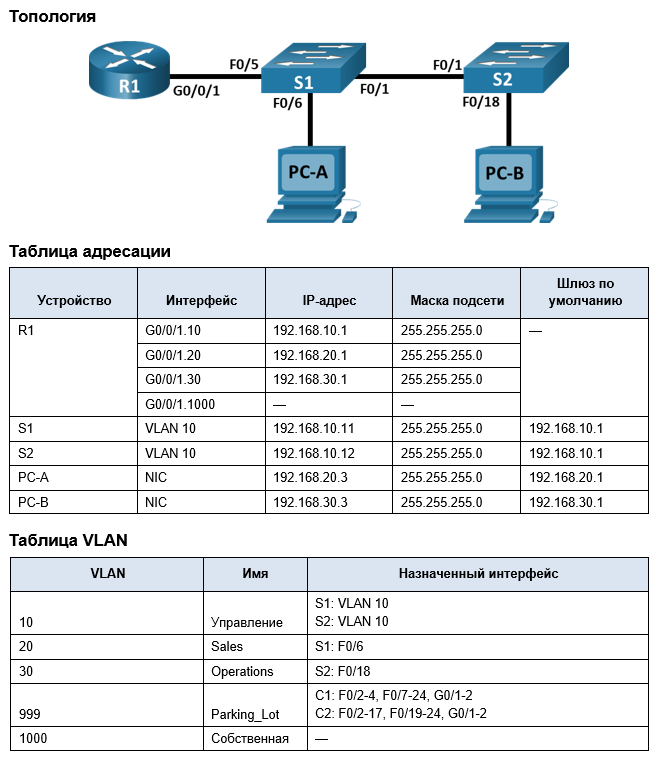 Топология
R1
G0/0/1
F0/5
S1
F0/6
F0/1
F0/1
S2
F0/18
PC-A
PC-B
Таблица адресации
Устройство Интерфейс IP-адрес Маска подсети Шлюз по умолчанию
R1 G0/0/1.10 192.168.10.1 255.255.255.0 —
G0/0/1.20 192.168.20.1 255.255.255.0
G0/0/1.30 192.168.30.1 255.255.255.0
G0/0/1.1000 — —
S1 VLAN 10 192.168.10.11 255.255.255.0 192.168.10.1
S2 VLAN 10 192.168.10.12 255.255.255.0 192.168.10.1
PC-A NIC 192.168.20.3 255.255.255.0 192.168.20.1
PC-B NIC 192.168.30.3 255.255.255.0 192.168.30.1
Таблица VLAN
VLAN Имя Назначенный интерфейс
10 Управление S1: VLAN 10
S2: VLAN 10
20 Sales S1: F0/6
30 Operations S2: F0/18
999 Parking_Lot C1: F0/2-4, F0/7-24, G0/1-2
C2: F0/2-17, F0/19-24, G0/1-2
1000 Собственная —